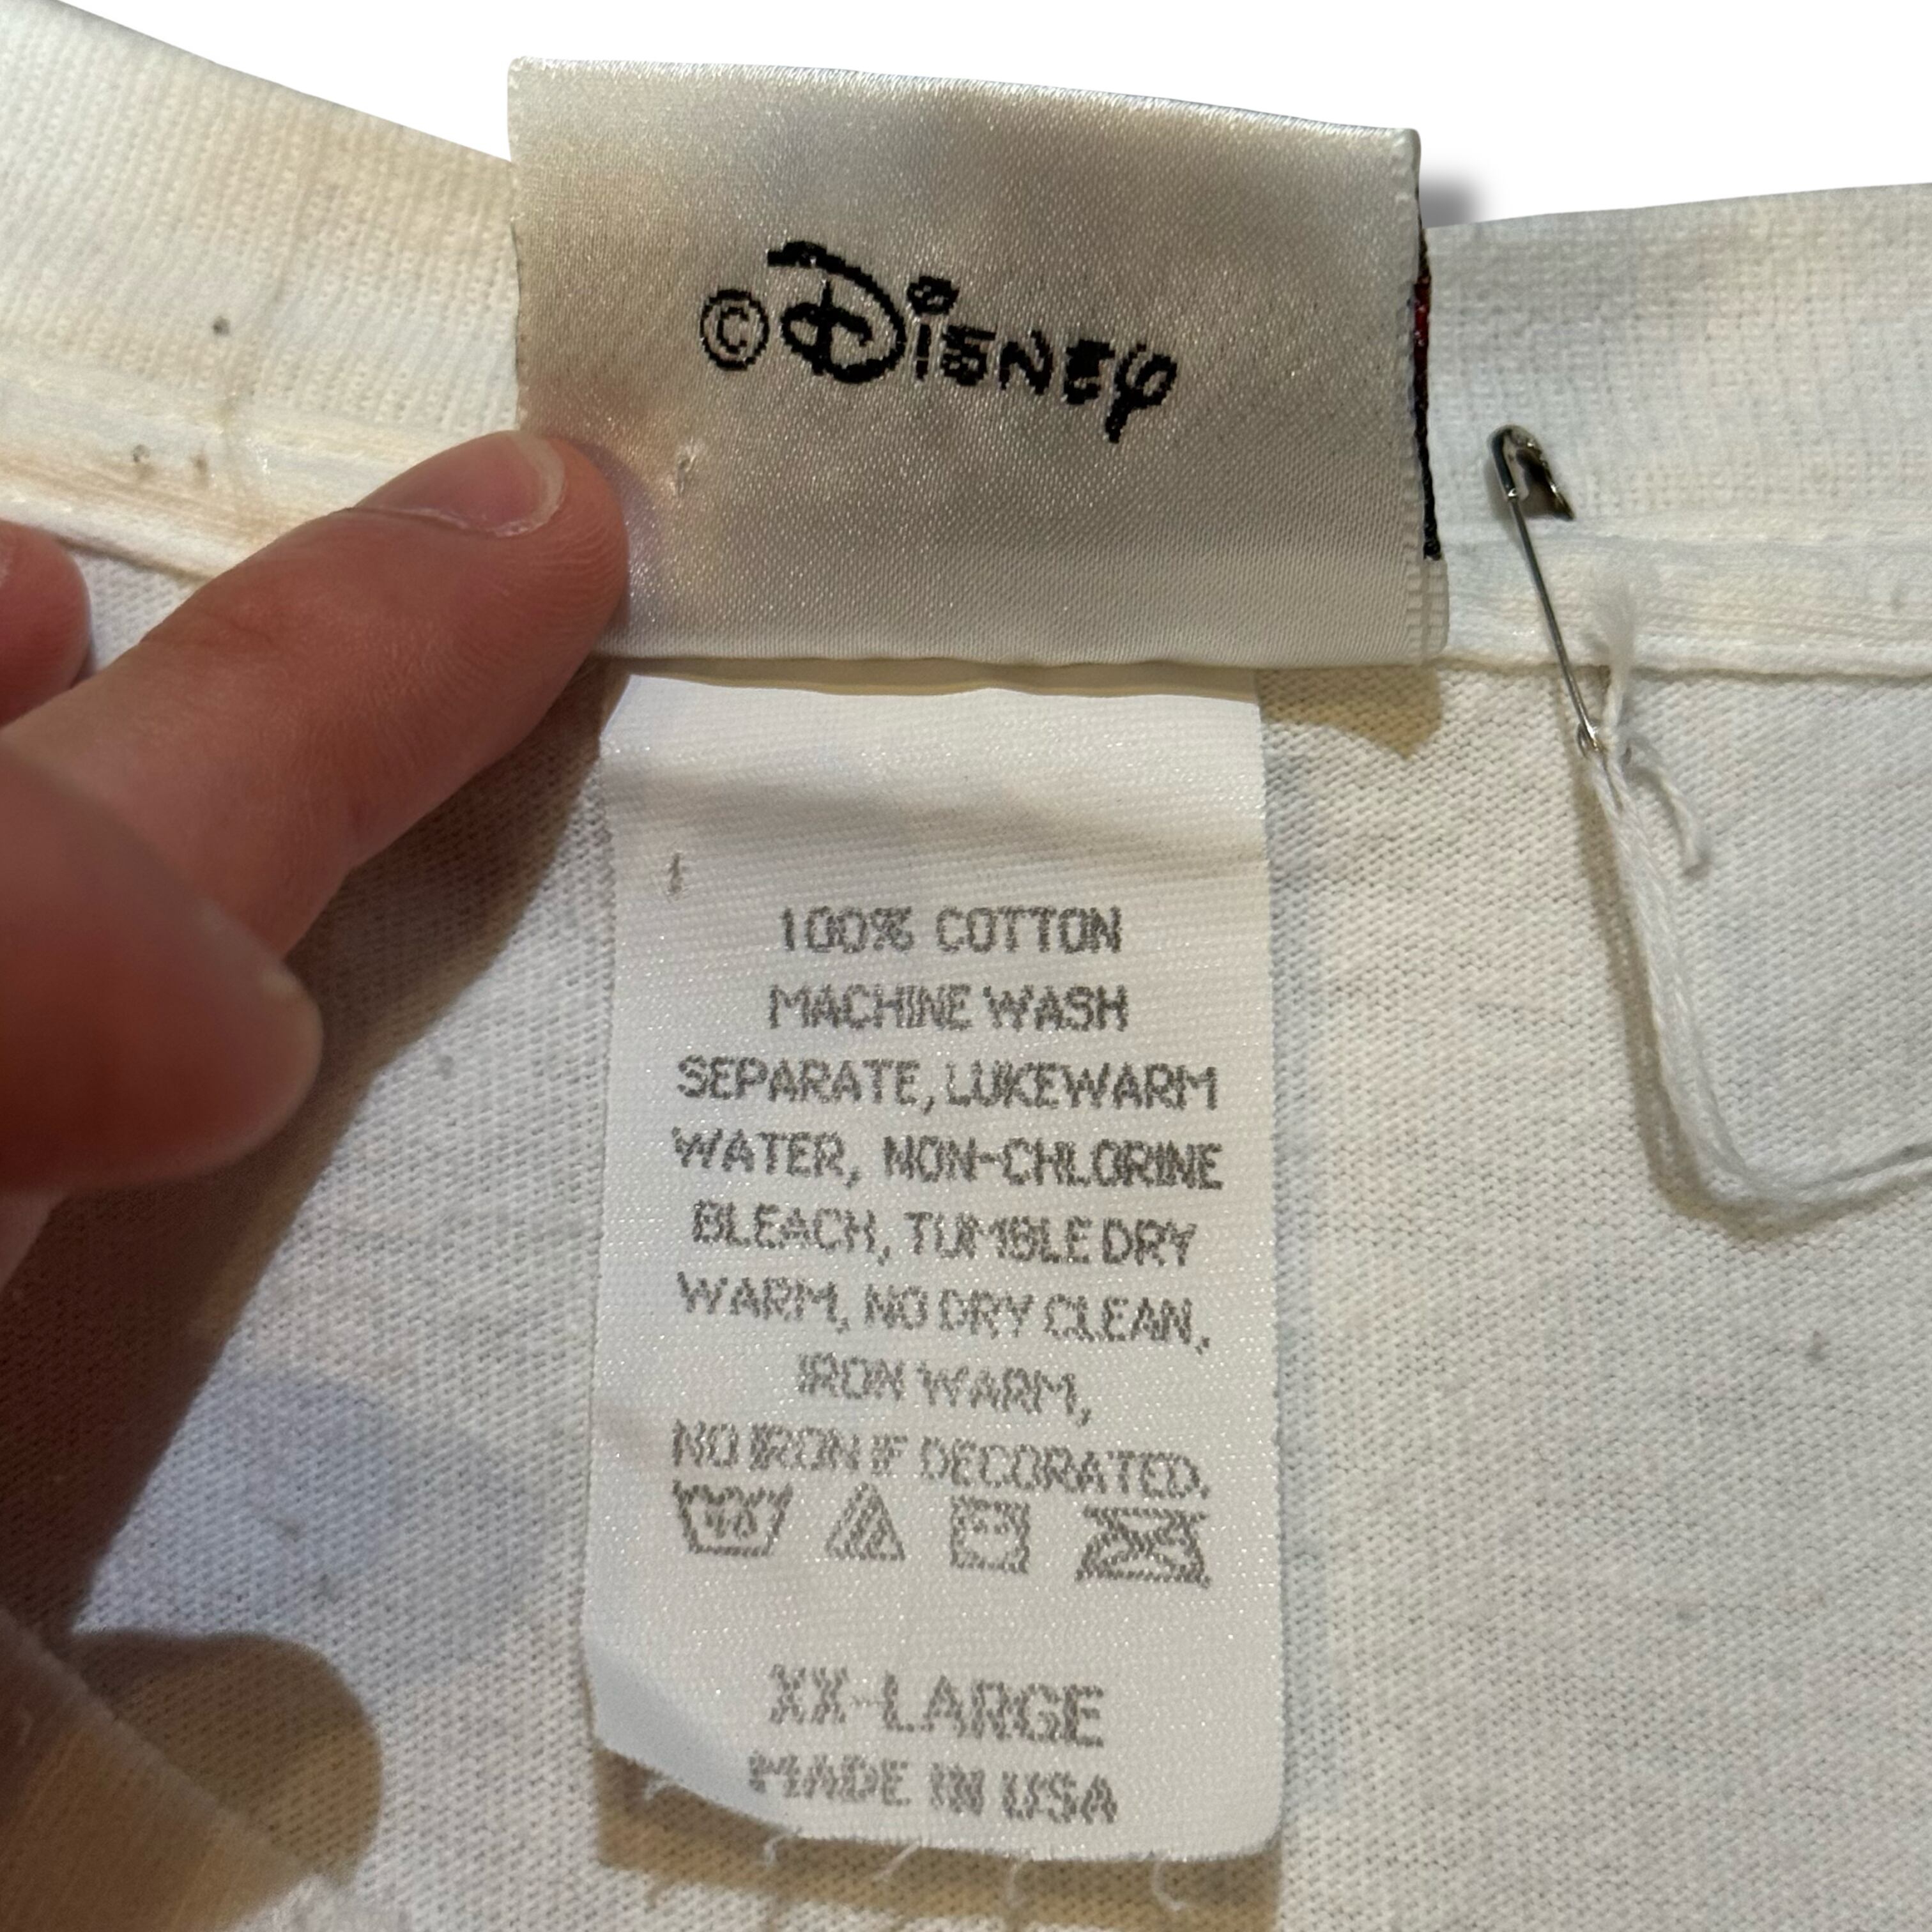 ©Disney
100% COTTON
MACHINE WASH
SEPARATE, LUKEWARM
WATER, NON-CHLORINE
BLEACH, TUMBLE DRY
WARM, NO DRY CLEAN,
IRON WARM,
NO IRON IF DECORATED.
XX-LARGE
MADE IN USA